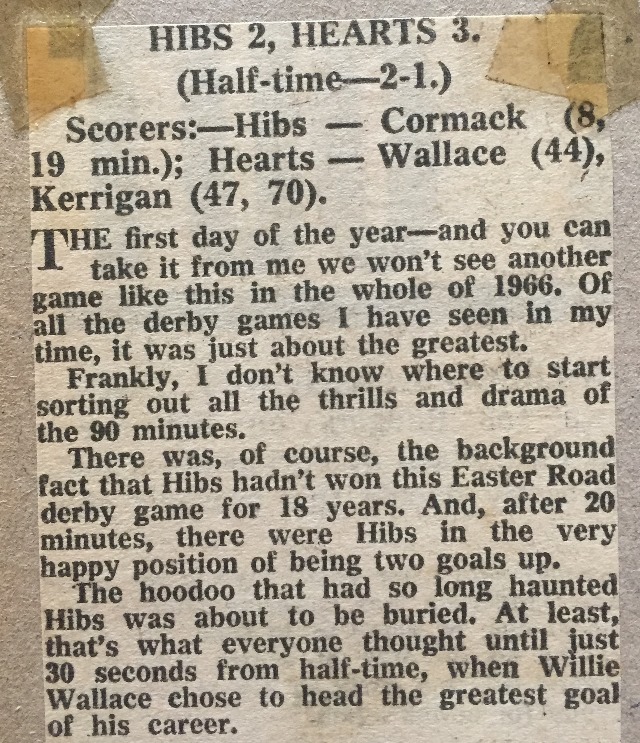 HIBS 2, HEARTS 3.
(Half-time—2-1.)
Scorers:—Hibs — Cormack (8,
19 min.); Hearts — Wallace (44),
Kerrigan (47, 70).
THE first day of the year—and you can
take it from me we won't see another
game like this in the whole of 1966. Of
all the derby games I have seen in my
time, it was just about the greatest.
Frankly, I don't know where to start
sorting out all the thrills and drama of
the 90 minutes.
There was, of course, the background
fact that Hibs hadn't won this Easter Road
derby game for 18 years. And, after 20
minutes, there were Hibs in the very
happy position of being two goals up.
The hoodoo that had so long haunted
Hibs was about to be buried. At least,
that's what everyone thought until just
30 seconds from half-time, when Willie
Wallace chose to head the greatest goal
of his career.